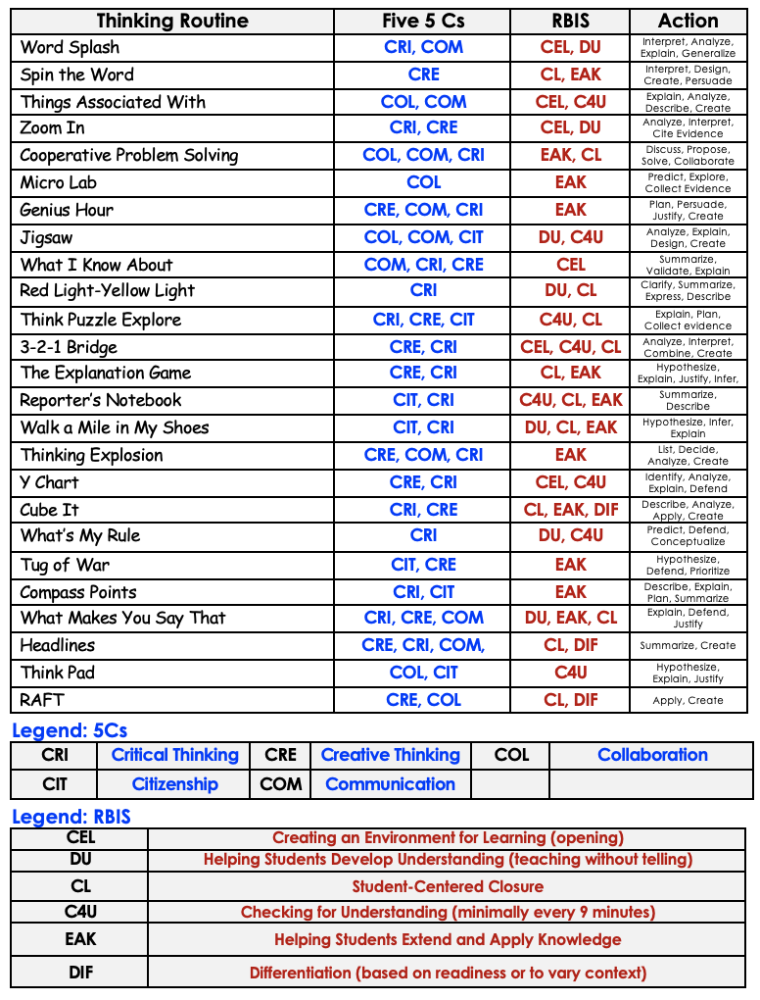 Thinking Routine Five 5 Cs RBIS Action
Word Splash CRI, COM CEL, DU Interpret, Analyze,
Explain, Generalize
Spin the Word CRE CL, EAK Interpret, Design,
Create, Persuade
Things Associated With COL, COM CEL, C4U Explain, Analyze,
Describe, Create
Zoom In CRI, CRE CEL, DU Analyze, Interpret,
Cite Evidence
Cooperative Problem Solving COL, COM, CRI EAK, CL Discuss, Propose,
Solve, Collaborate
Micro Lab COL EAK Predict, Explore,
Collect Evidence
Genius Hour CRE, COM, CRI EAK Plan, Persuade,
Justify, Create
Jigsaw COL, COM, CIT DU, C4U Analyze, Explain,
Design, Create
What I Know About COM, CRI, CRE CEL Summarize,
Validate, Explain
Red Light-Yellow Light CRI DU, CL Clarify, Summarize,
Express, Describe
Think Puzzle Explore CRI, CRE, CIT C4U, CL Explain, Plan,
Collect evidence
3-2-1 Bridge CRE, CRI CEL, C4U, CL Analyze, Interpret,
Combine, Create
The Explanation Game CRE, CRI CL, EAK Hypothesize,
Explain, Justify, Infer,
Reporter's Notebook CIT, CRI C4U, CL, EAK Summarize,
Describe
Walk a Mile in My Shoes CIT, CRI DU, CL, EAK Hypothesize, Infer,
Explain
Thinking Explosion CRE, COM, CRI EAK List, Decide,
Analyze, Create
Y Chart CRE, CRI CEL, C4U Identify, Analyze,
Explain, Defend
Cube It CRI, CRE CL, EAK, DIF Describe, Analyze,
Apply, Create
What's My Rule CRI DU, C4U Predict, Defend,
Conceptualize
Tug of War CIT, CRE EAK Hypothesize,
Defend, Prioritize
Compass Points CRI, CIT EAK Describe, Explain,
Plan, Summarize
What Makes You Say That CRI, CRE, COM DU, EAK, CL Explain, Defend,
Justify
Headlines CRE, CRI, COM, CL, DIF Summarize, Create
Think Pad COL, CIT C4U Hypothesize,
Explain, Justify
RAFT CRE, COL CL, DIF Apply, Create
Legend: 5Cs
CRI Critical Thinking CRE Creative Thinking COL Collaboration
CIT Citizenship COM Communication
Legend: RBIS
CEL Creating an Environment for Learning (opening)
DU Helping Students Develop Understanding (teaching without telling)
CL Student-Centered Closure
C4U Checking for Understanding (minimally every 9 minutes)
EAK Helping Students Extend and Apply Knowledge
DIF Differentiation (based on readiness or to vary context)